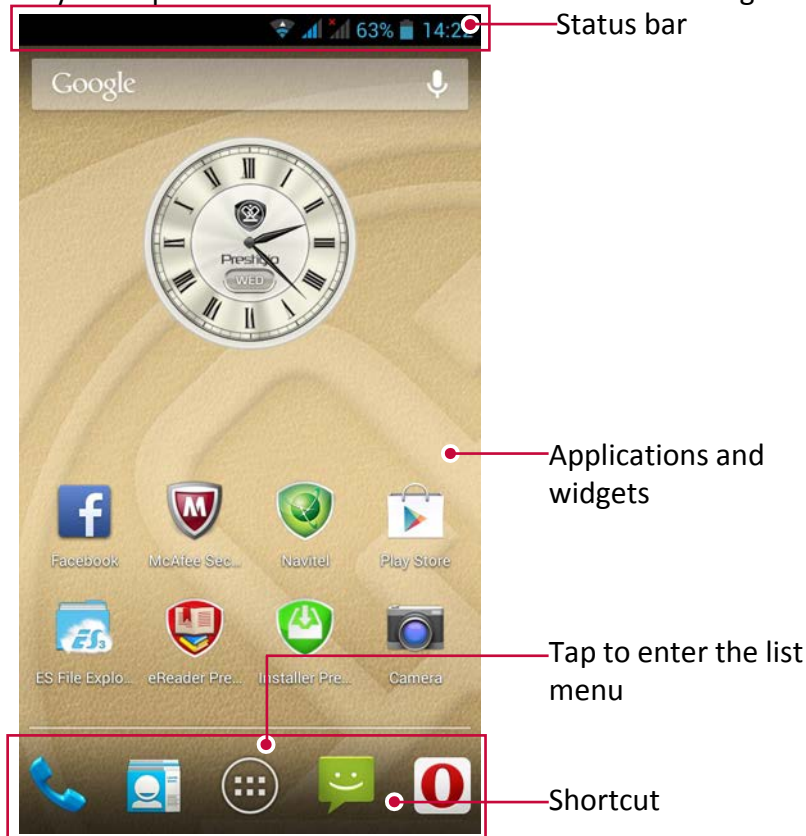 63% 14:22
Status bar
Google
Prestigio
WED
Applications and
widgets
f
M
Facebook
McAfee Sec...
Navitel
Play Store
ES3
ES File Explo...
eReader Pre...
Installer Pre...
Camera
Tap to enter the list
menu
O
Shortcut